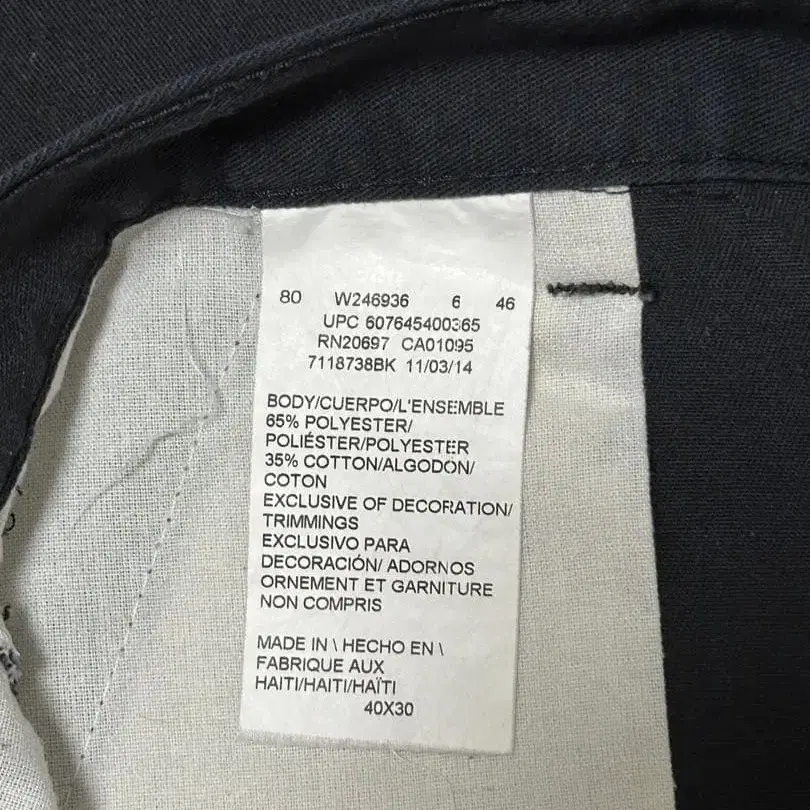 80 W246936 6 46
UPC 607645400365
RN20697 CA01095
7118738BK 11/03/14
BODY/CUERPO/L'ENSEMBLE
65% POLYESTER/
POLIÉSTER/POLYESTER
35% COTTON/ALGODÓN/
COTON
EXCLUSIVE OF DECORATION/
TRIMMINGS
EXCLUSIVO PARA
DECORACIÓN/ ADORNOS
ORNEMENT ET GARNITURE
NON COMPRIS
MADE IN \ HECHO EN \
FABRIQUE AUX
HAITI/HAITI/HAÏTI
40X30